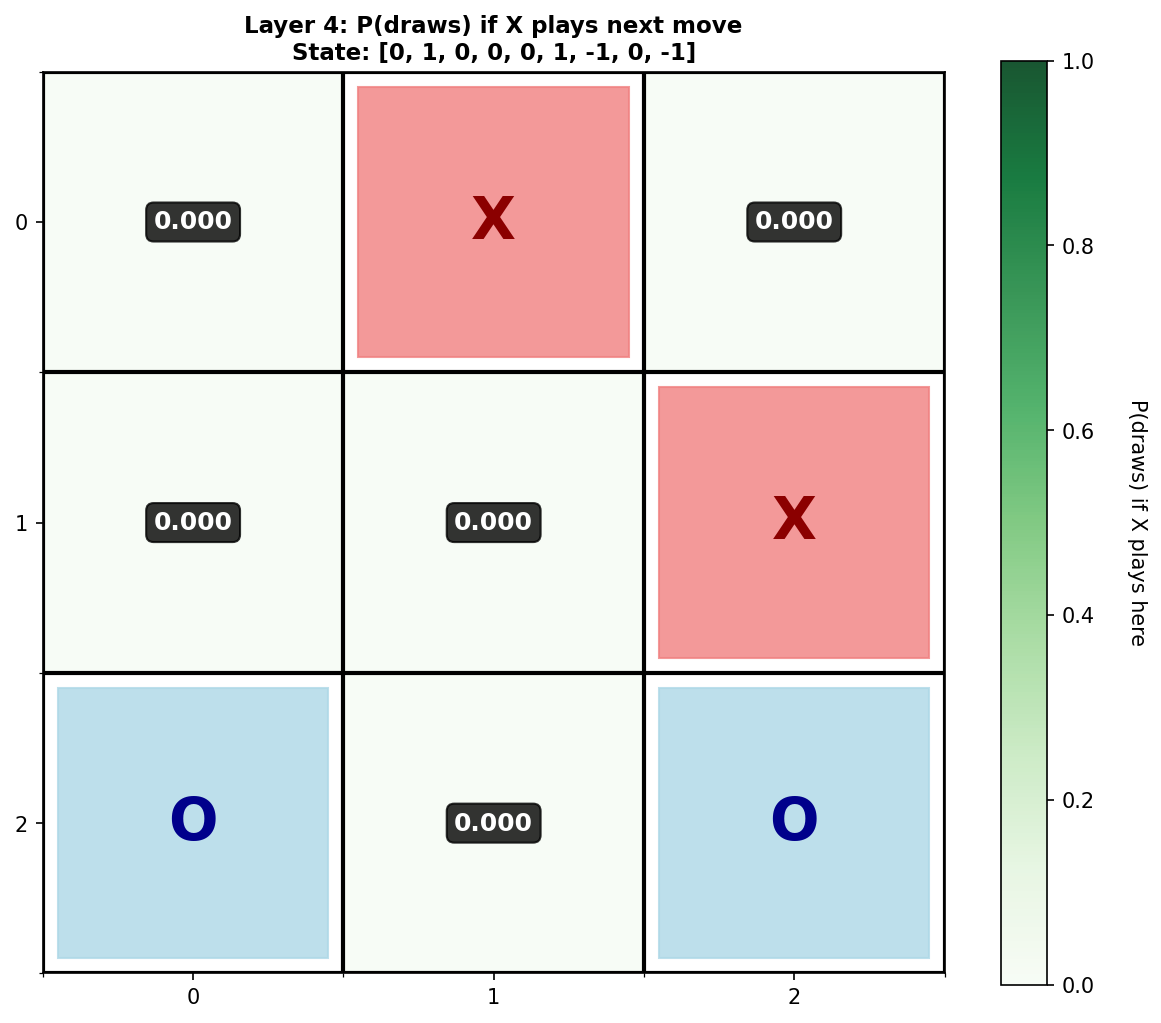 Layer 4: P(draws) if X plays next move
State: [0, 1, 0, 0, 0, 1, -1, 0, -1]
0.000
X
0.000
0.000
0.000
X
O
0.000
O
0
1
2
0
1
2
1.0
0.8
0.6
0.4
0.2
0.0
P(draws) if X plays here